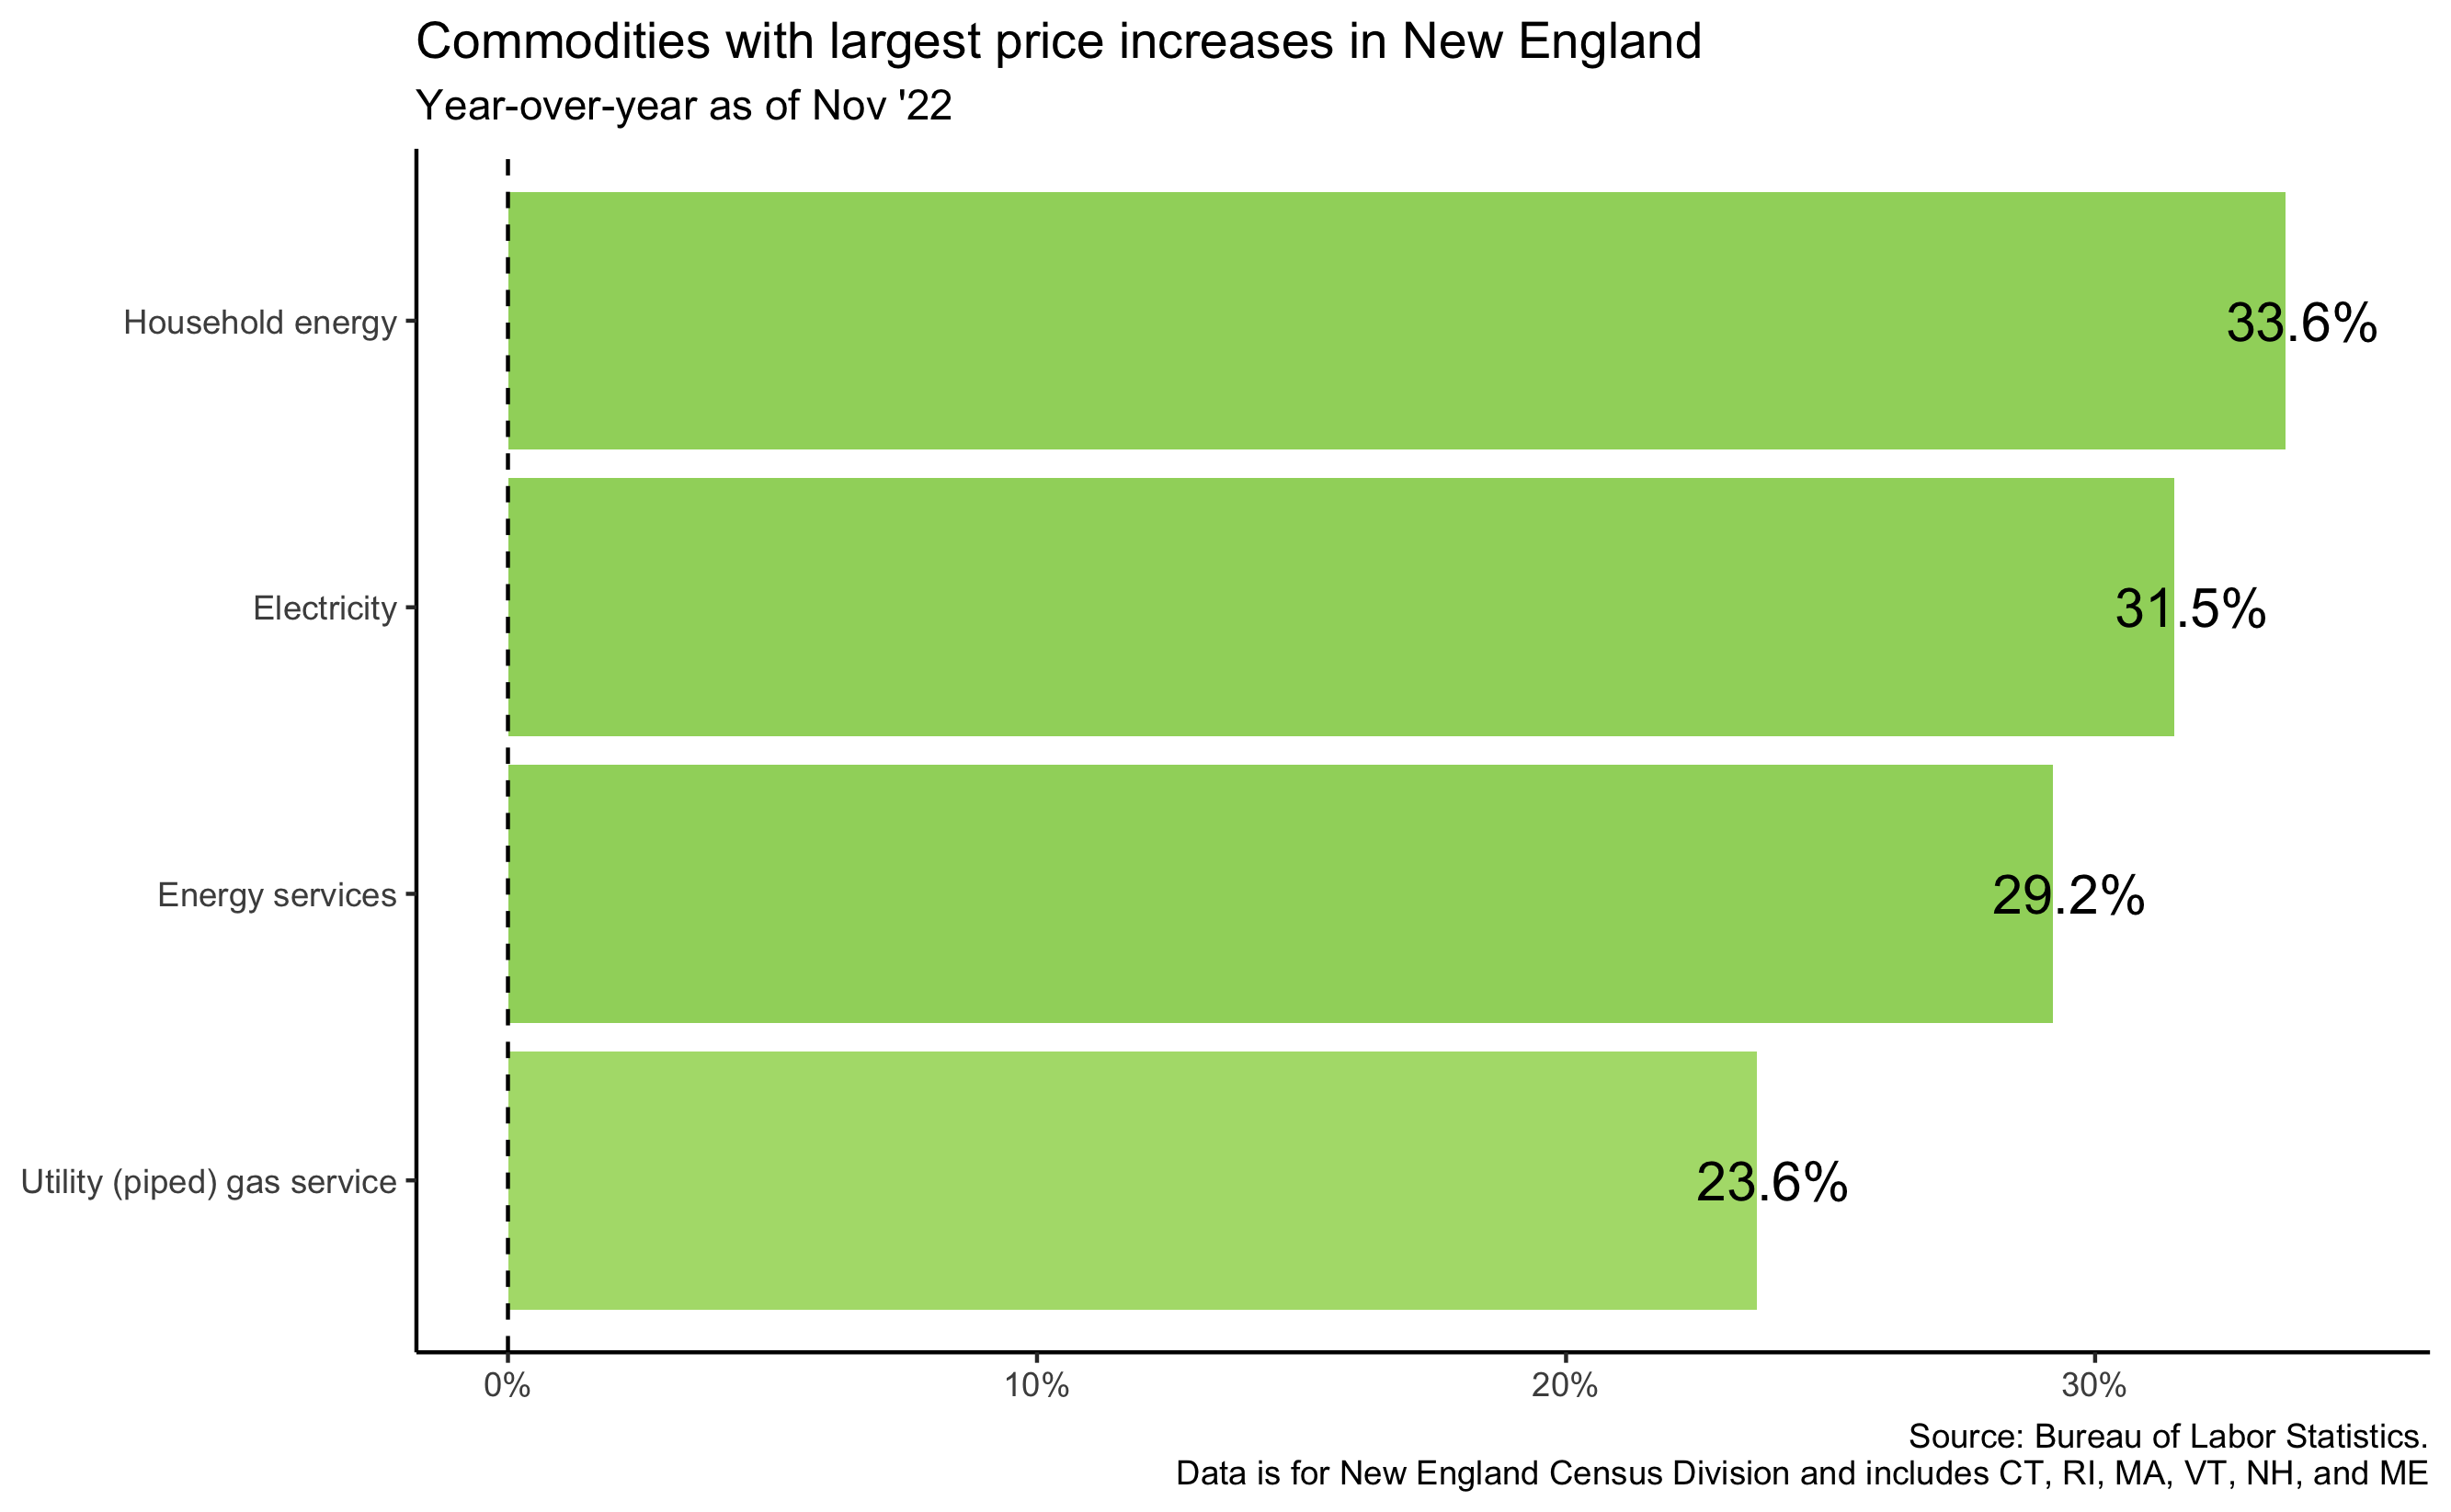 Commodities with largest price increases in New England
Year-over-year as of Nov '22
Household energy
33.6%
Electricity
31.5%
Energy services
29.2%
Utility (piped) gas service
23.6%
0%
10%
20%
30%
Source: Bureau of Labor Statistics.
Data is for New England Census Division and includes CT, RI, MA, VT, NH, and ME